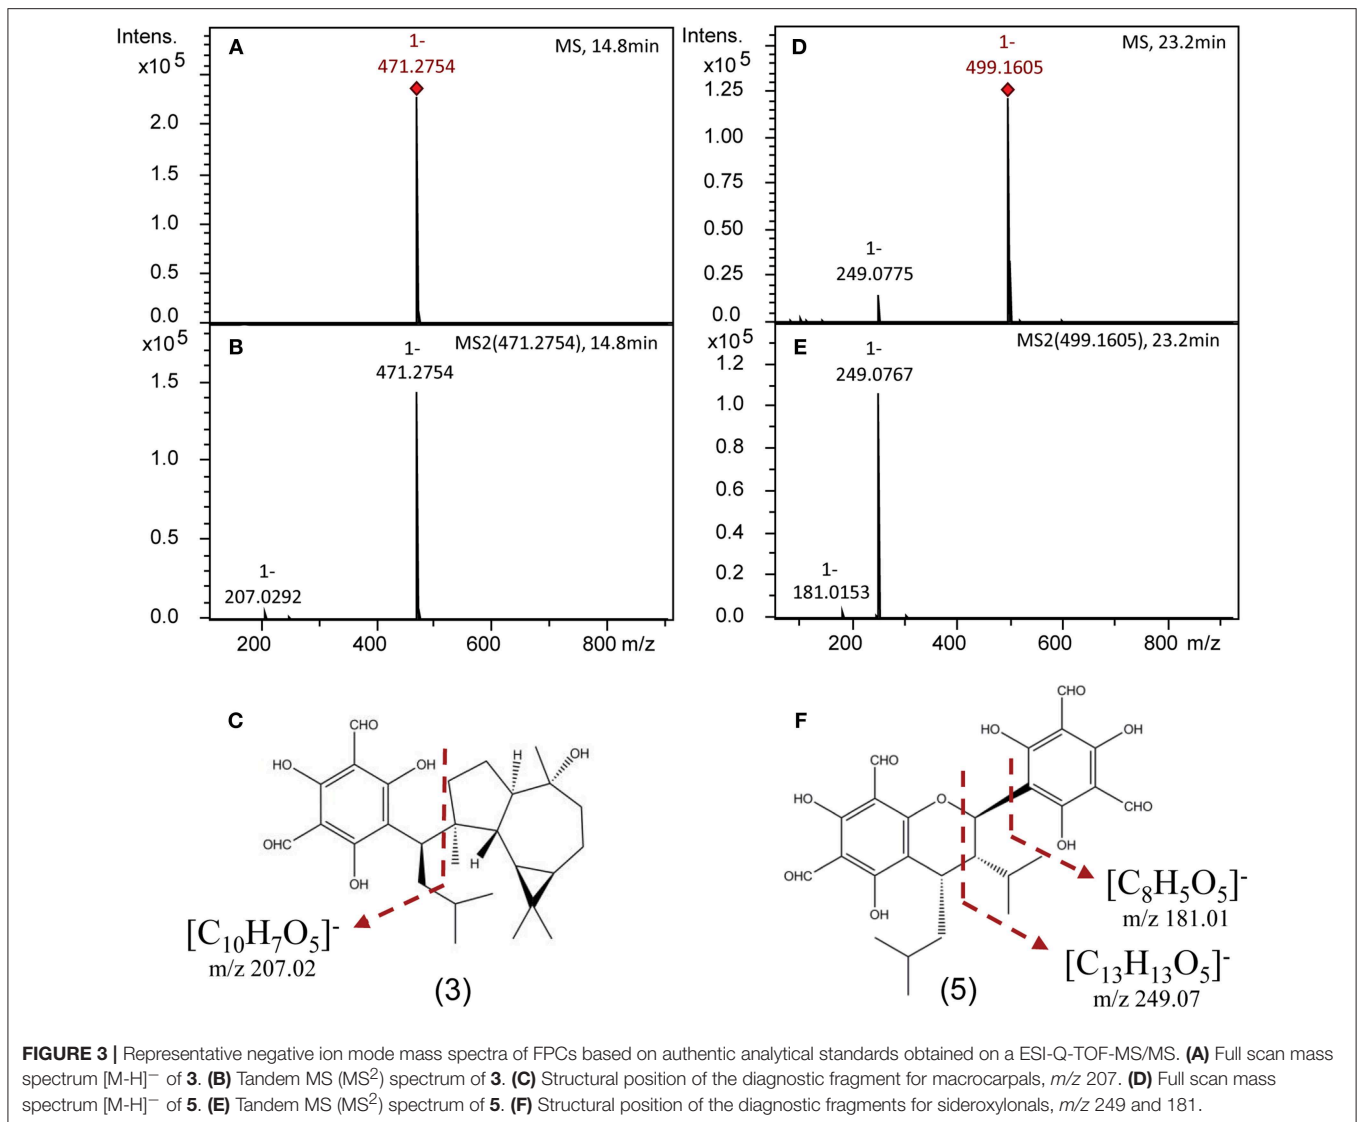 Intens.
x10^5
A
1-
471.2754
MS, 14.8min
2.0
1.5
1.0
0.5
0.0
x10^5
B
MS2(471.2754), 14.8min
1-
471.2754
1.5
1.0
0.5
0.0
1-
207.0292
200
400
600
800 m/z
Intens.
x10^5
D
1-
499.1605
MS, 23.2min
1.25
1.00
0.75
0.50
0.25
0.0
1-
249.0775
x10^5
E
MS2(499.1605), 23.2min
1-
249.0767
1.2
1.0
0.8
0.6
0.4
0.2
0.0
1-
181.0153
200
400
600
800 m/z
C
CHO
HO
OH
OHC
OH
H
OH
H
[C10H7O5]-
m/z 207.02
(3)
F
CHO
HO
OH
CHO
OH
CHO
HO
O
OHC
OH
[C8H5O5]-
m/z 181.01
[C13H13O5]-
m/z 249.07
(5)
FIGURE 3 | Representative negative ion mode mass spectra of FPCs based on authentic analytical standards obtained on a ESI-Q-TOF-MS/MS. (A) Full scan mass
spectrum [M-H]− of 3. (B) Tandem MS (MS2) spectrum of 3. (C) Structural position of the diagnostic fragment for macrocarpals, m/z 207. (D) Full scan mass
spectrum [M-H]− of 5. (E) Tandem MS (MS2) spectrum of 5. (F) Structural position of the diagnostic fragments for sideroxylonals, m/z 249 and 181.